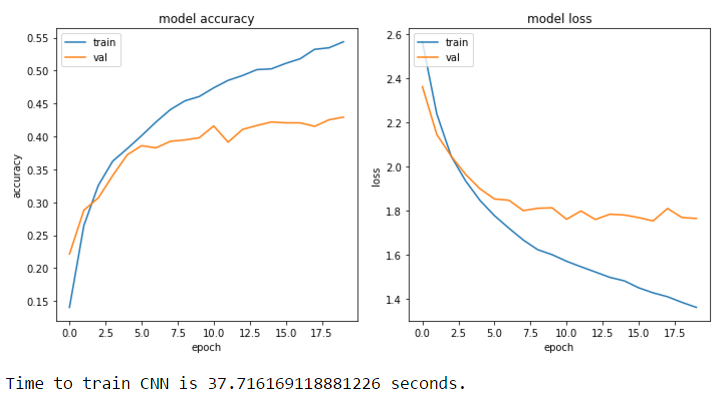 model accuracy
train
val
0.55
0.50
0.45
0.40
0.35
0.30
0.25
0.20
0.15
accuracy
0.0 2.5 5.0 7.5 10.0 12.5 15.0 17.5
epoch
model loss
train
val
2.6
2.4
2.2
2.0
1.8
1.6
1.4
loss
0.0 2.5 5.0 7.5 10.0 12.5 15.0 17.5
epoch
Time to train CNN is 37.716169118881226 seconds.